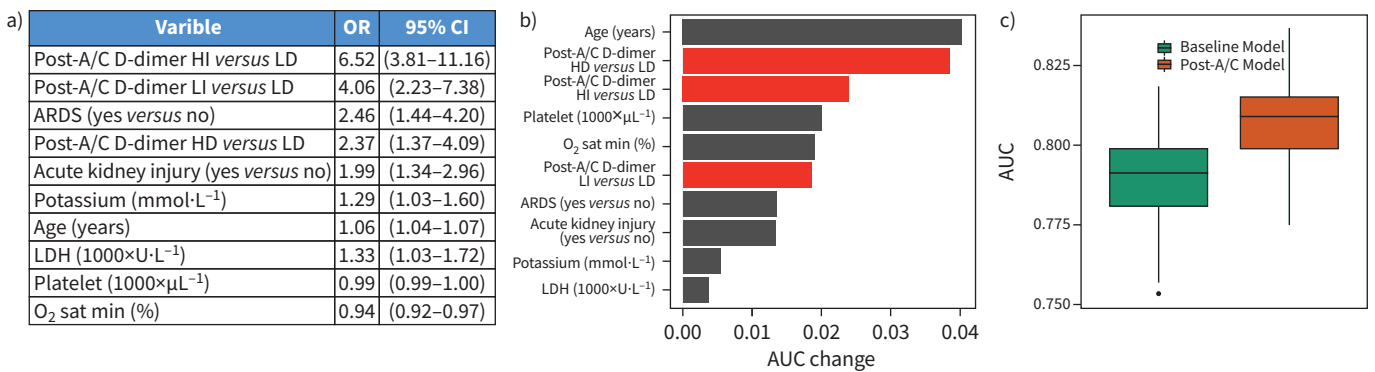 a)
Varible OR 95% CI
Post-A/C D-dimer HI versus LD 6.52 (3.81–11.16)
Post-A/C D-dimer LI versus LD 4.06 (2.23–7.38)
ARDS (yes versus no) 2.46 (1.44–4.20)
Post-A/C D-dimer HD versus LD 2.37 (1.37–4.09)
Acute kidney injury (yes versus no) 1.99 (1.34–2.96)
Potassium (mmol·L⁻¹) 1.29 (1.03–1.60)
Age (years) 1.06 (1.04–1.07)
LDH (1000×U·L⁻¹) 1.33 (1.03–1.72)
Platelet (1000×µL⁻¹) 0.99 (0.99–1.00)
O₂ sat min (%) 0.94 (0.92–0.97)
b)
Age (years)
Post-A/C D-dimer
HD versus LD
Post-A/C D-dimer
HI versus LD
Platelet (1000×µL⁻¹)
O₂ sat min (%)
Post-A/C D-dimer
LI versus LD
ARDS (yes versus no)
Acute kidney injury
(yes versus no)
Potassium (mmol·L⁻¹)
LDH (1000×U·L⁻¹)
0.00 0.01 0.02 0.03 0.04
AUC change
c)
AUC
0.825
0.800
0.775
0.750
Baseline Model
Post-A/C Model